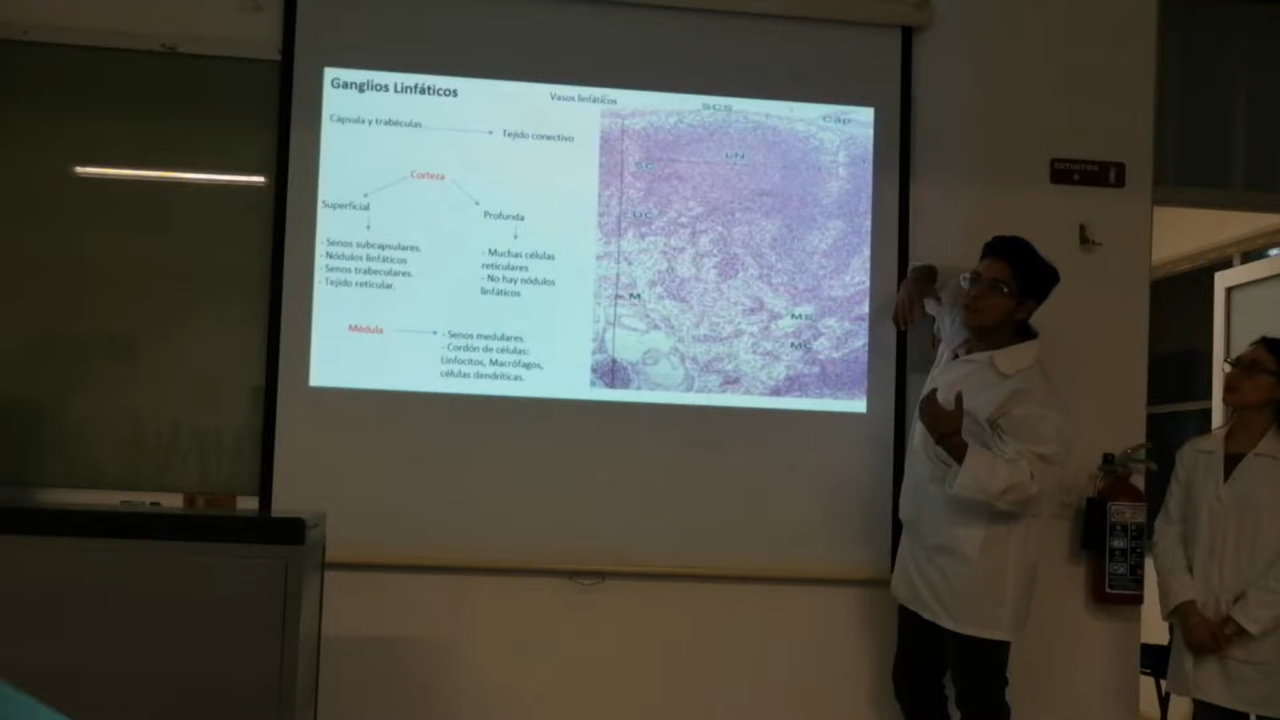 Ganglios Linfáticos
Vasos linfáticos
Cápsula y trabéculas
Tejido conectivo
Corteza
Superficial
Profunda
- Senos subcapsulares.
- Nódulos linfáticos
- Senos trabeculares.
- Tejido reticular.
- Muchas células
reticulares
- No hay nódulos
linfáticos
Médula
- Senos medulares.
- Cordón de células:
Linfocitos, Macrófagos,
células dendríticas.
SCS
Cap
LN
SC
DC
M
MS
MC
EXTINTOR